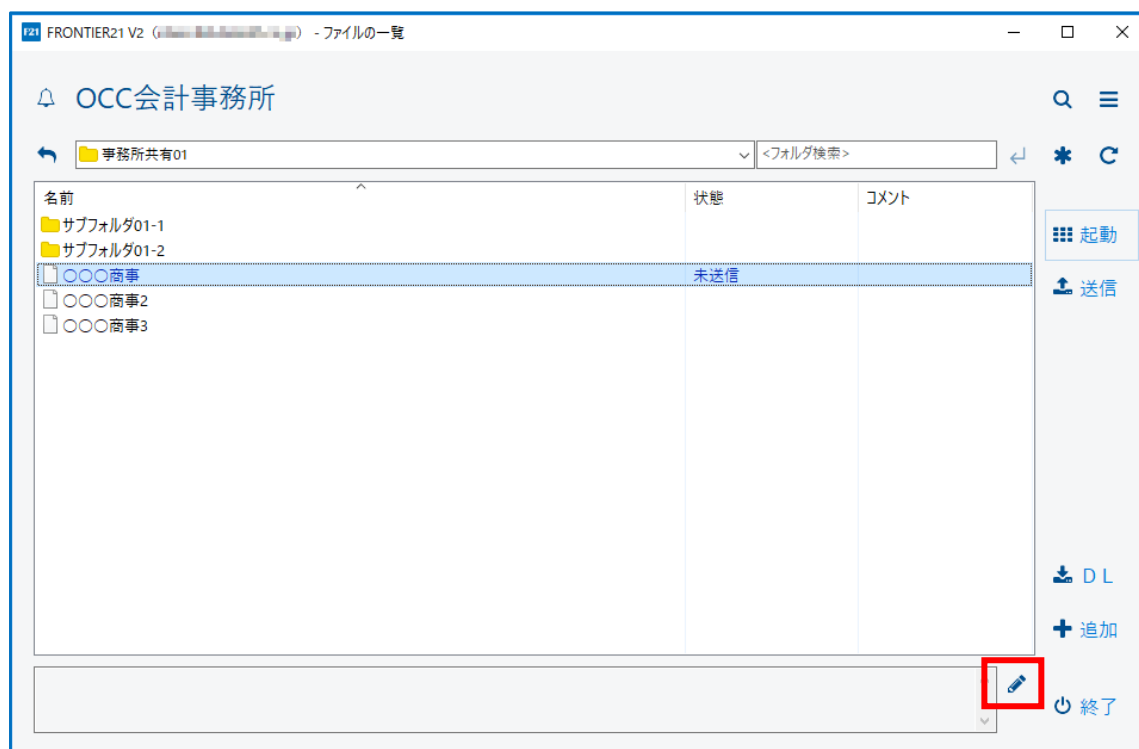 F21 FRONTIER21 V2 （） - ファイルの一覧
OCC会計事務所
事務所共有01 <フォルダ検索>
名前 状態 コメント
サブフォルダ01-1
サブフォルダ01-2
○○○商事 未送信
○○○商事2
○○○商事3
起動
送信
ＤＬ
追加
終了